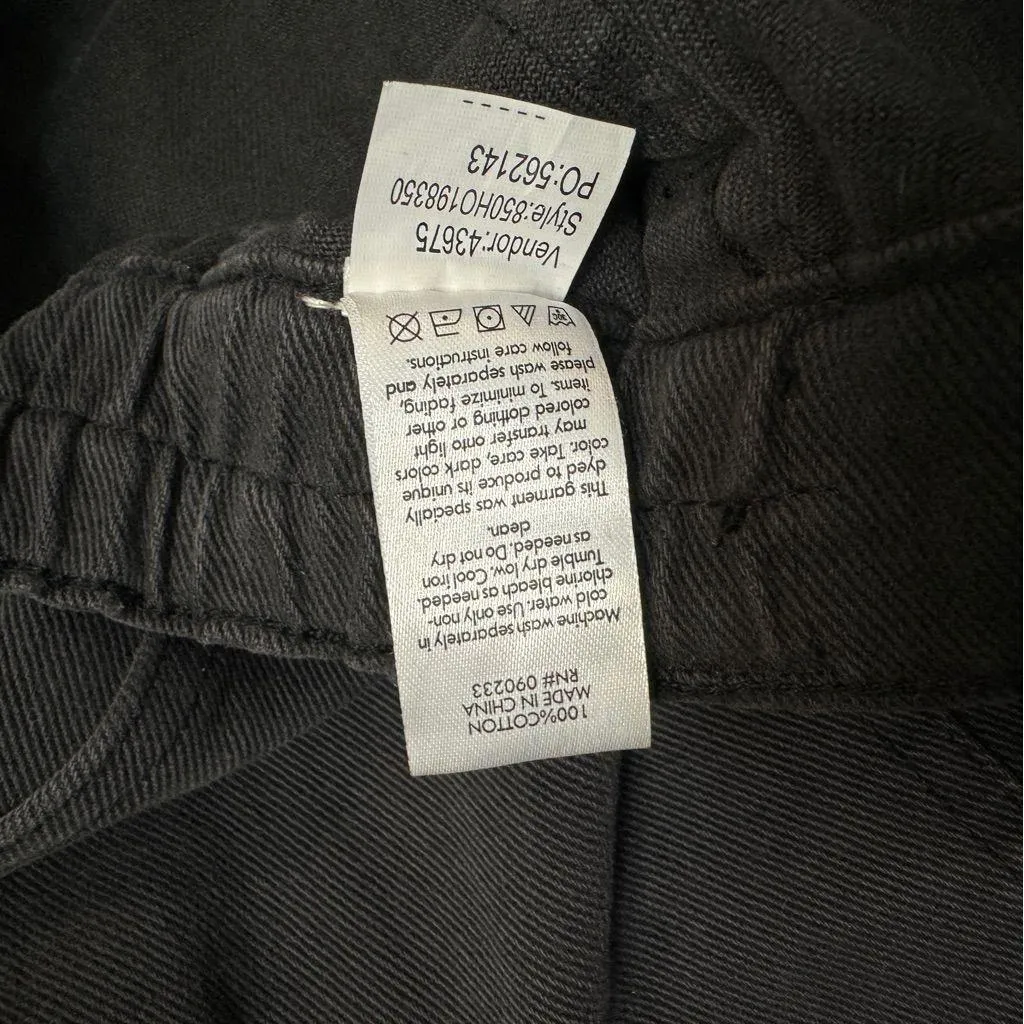 100%COTTON
MADE IN CHINA
RN# 090233
Machine wash separately in
cold water. Use only non-
chlorine bleach as needed.
Tumble dry low. Cool iron
as needed. Do not dry
clean.
This garment was specially
dyed to produce its unique
color. Take care, dark colors
may transfer onto light
colored clothing or other
items. To minimize fading,
please wash separately and
follow care instructions.
30C
Vendor:43675
Style:850HO198350
PO:562143
-----